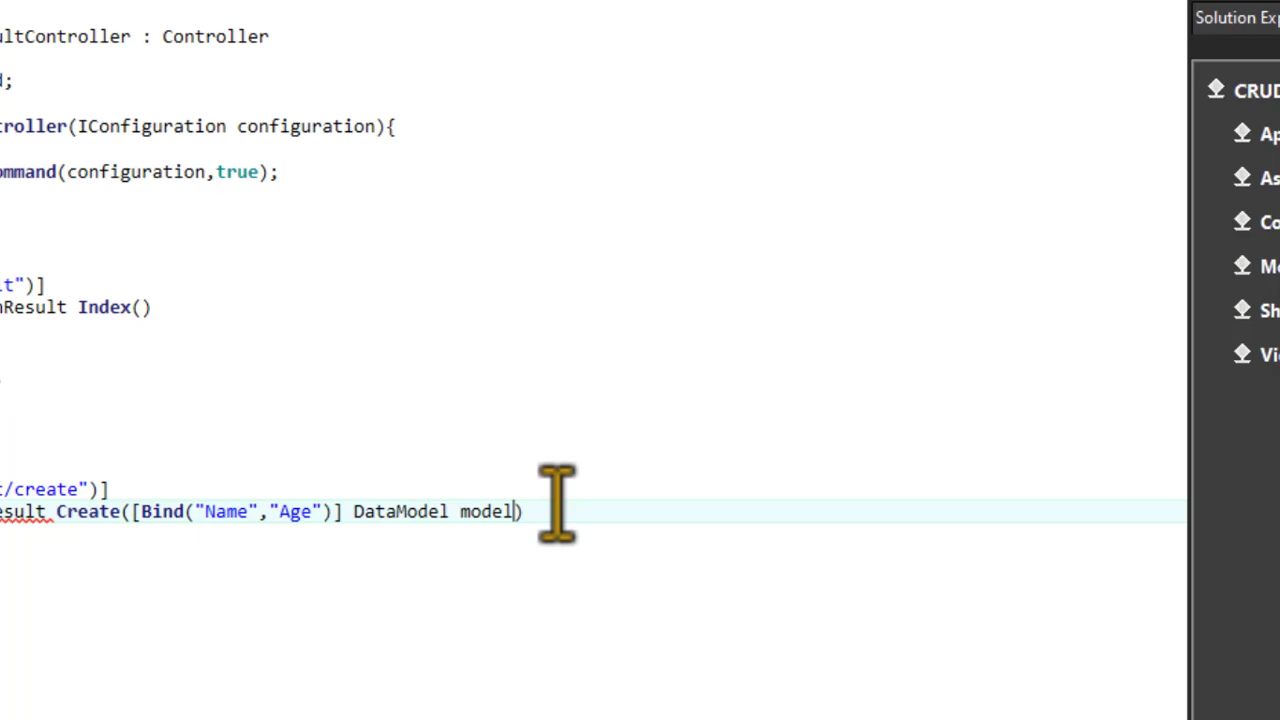 ultController : Controller
d;
troller(IConfiguration configuration){
ommand(configuration,true);
lt")]
nResult Index()
t/create")]
esult Create([Bind("Name","Age")] DataModel model)
Solution Exp
CRUD
Ap
As
Co
Mo
Sh
Vi